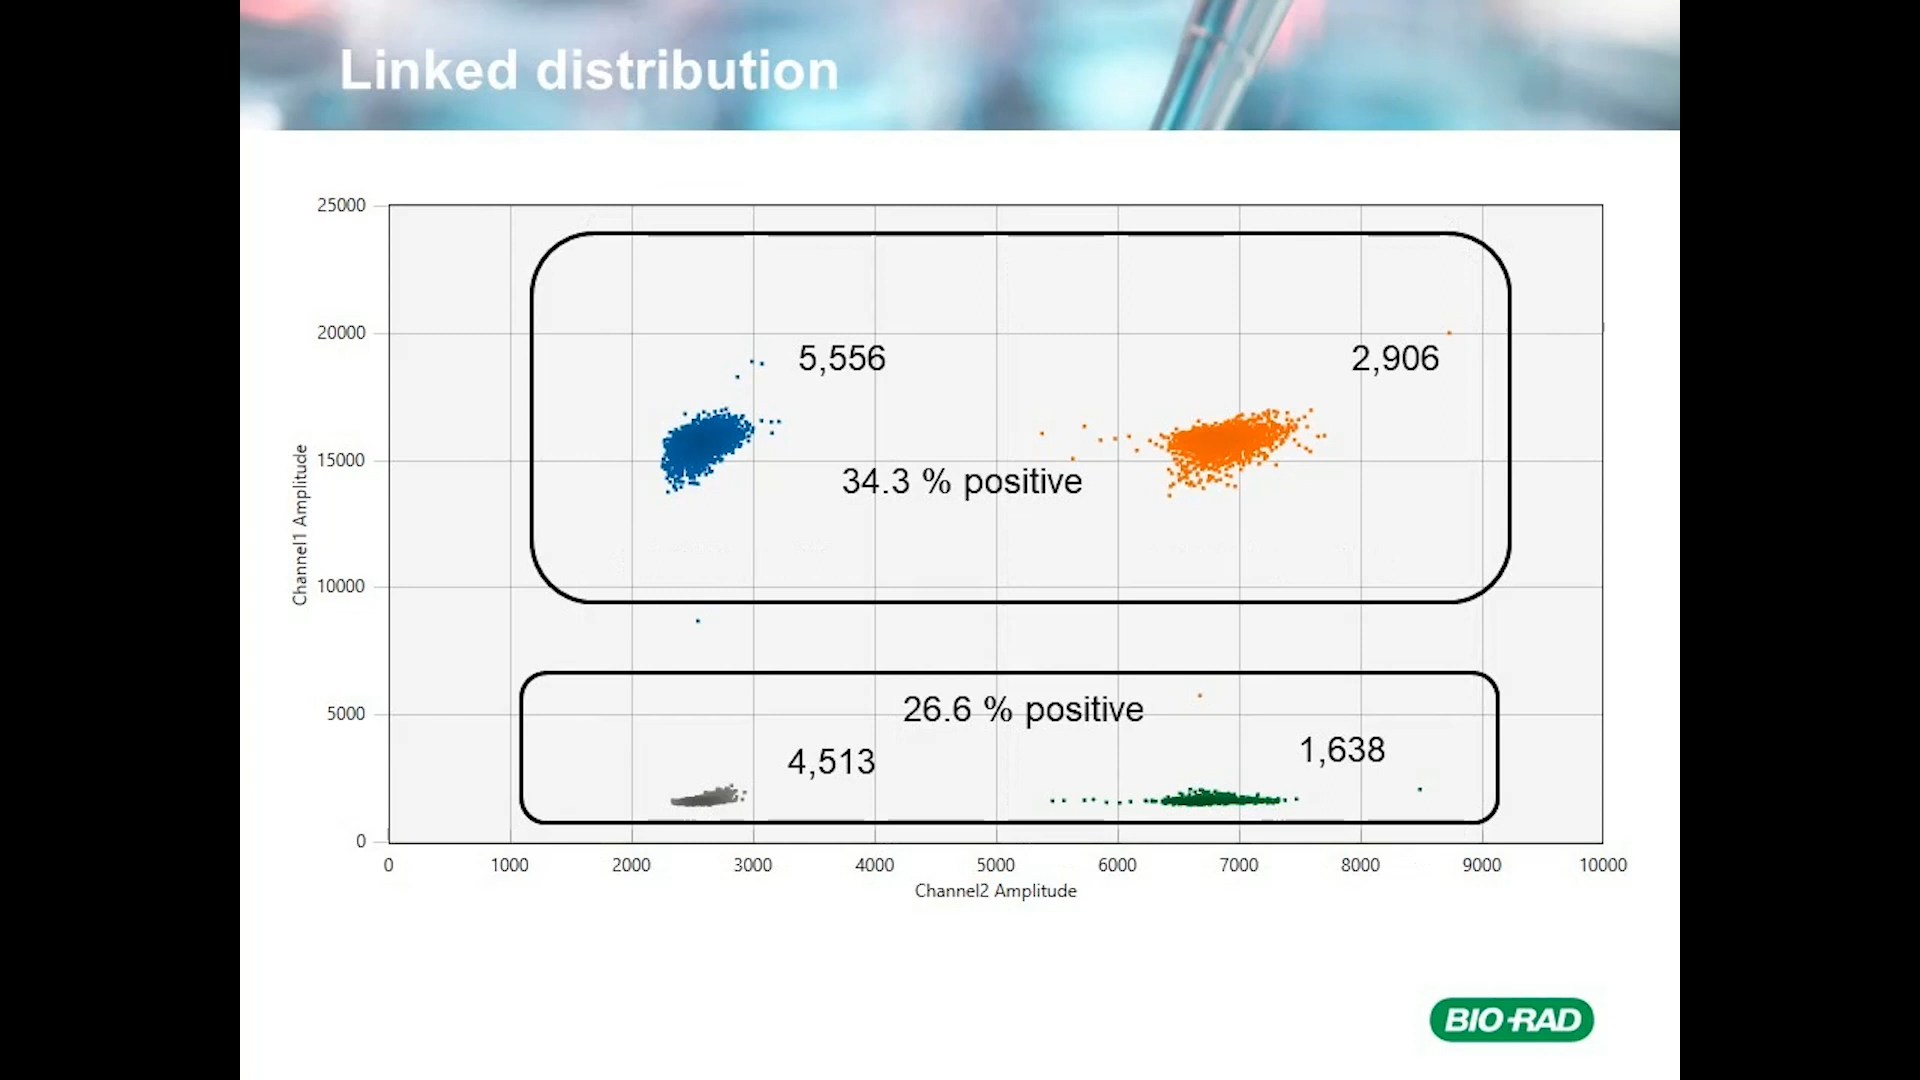 Linked distribution
25000
20000
15000
10000
5000
0
Channel1 Amplitude
5,556
2,906
34.3 % positive
26.6 % positive
4,513
1,638
0 1000 2000 3000 4000 5000 6000 7000 8000 9000 10000
Channel2 Amplitude
BIO-RAD